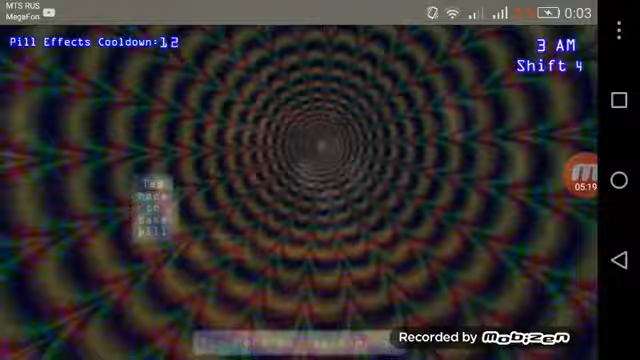 MTS RUS
MegaFon
0:03
Pill Effects Cooldown:12
3 AM
Shift 4
05:19
Tap
here
to
take
pill
Recorded by MOBIZEN